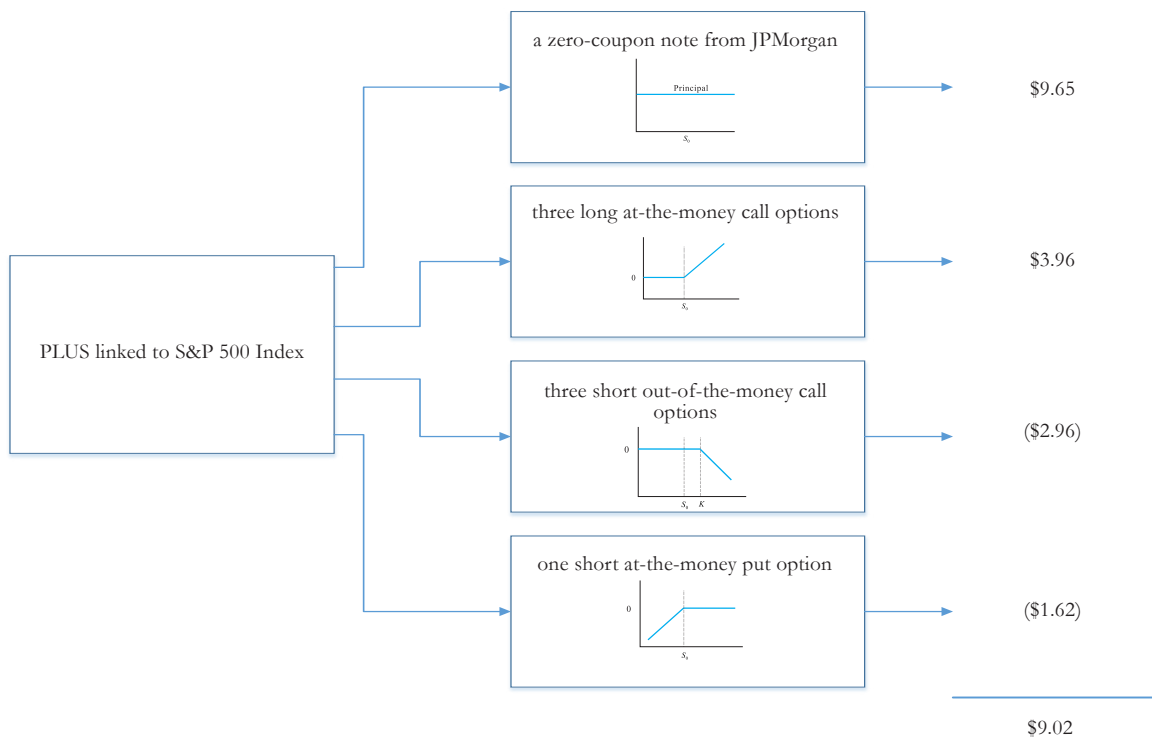 a zero-coupon note from JPMorgan
Principal
S₀
$9.65
three long at-the-money call options
0
S₀
$3.96
PLUS linked to S&P 500 Index
three short out-of-the-money call
options
0
S₀ K
($2.96)
one short at-the-money put option
0
S₀
($1.62)
$9.02